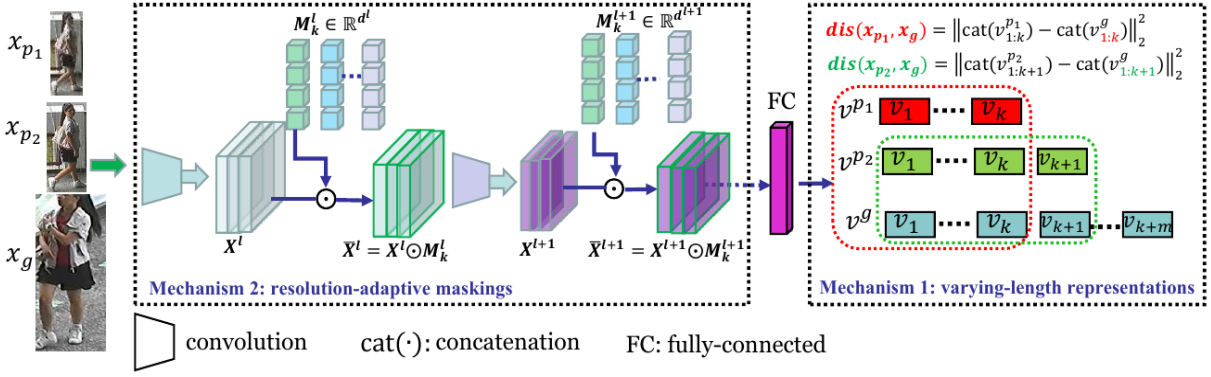 x_{p_1}
x_{p_2}
x_g
M_k^l ∈ ℝ^{d^l}
X^l
X̄^l = X^l⊙M_k^l
M_k^{l+1} ∈ ℝ^{d^{l+1}}
X^{l+1}
X̄^{l+1} = X^{l+1}⊙M_k^{l+1}
Mechanism 2: resolution-adaptive maskings
FC
dis(x_{p_1}, x_g) = ‖cat(v_{1:k}^{p_1}) − cat(v_{1:k}^g)‖_2^2
dis(x_{p_2}, x_g) = ‖cat(v_{1:k+1}^{p_2}) − cat(v_{1:k+1}^g)‖_2^2
v^{p_1} v_1 v_k
v^{p_2} v_1 v_k v_{k+1}
v^g v_1 v_k v_{k+1} v_{k+m}
Mechanism 1: varying-length representations
convolution cat(·): concatenation FC: fully-connected